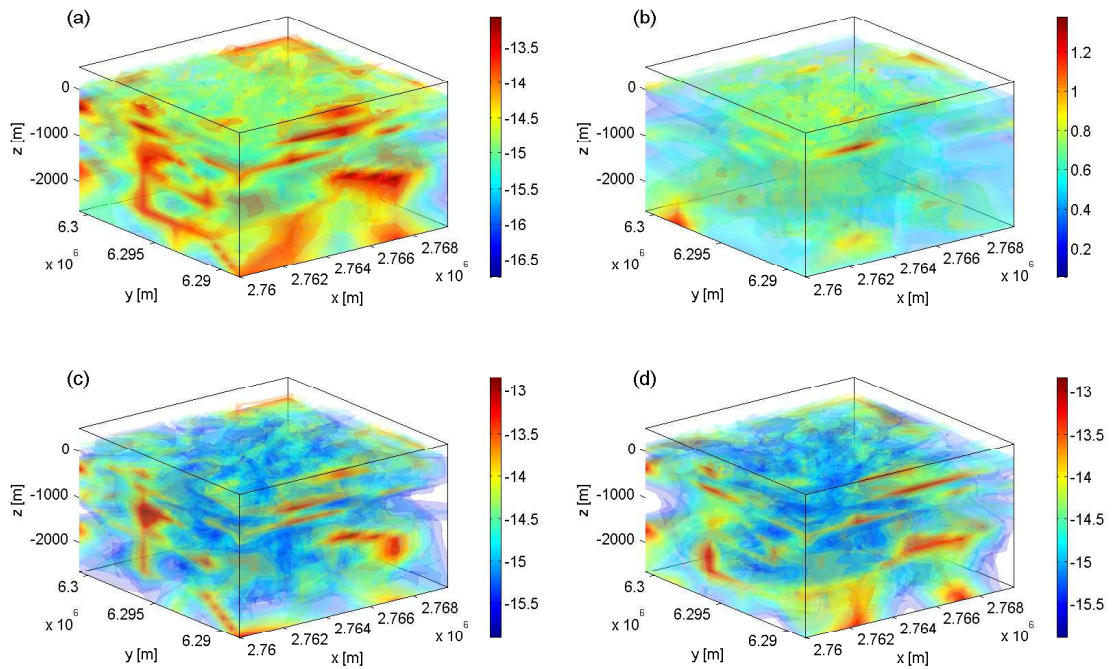 (a)
-13.5
-14
-14.5
-15
-15.5
-16
-16.5
0
-1000
-2000
z [m]
6.3
6.295
6.29
x 10^6
y [m]
2.76
2.762
2.764
2.766
2.768
x 10^6
x [m]
(b)
1.2
1
0.8
0.6
0.4
0.2
0
-1000
-2000
z [m]
6.3
6.295
6.29
x 10^6
y [m]
2.76
2.762
2.764
2.766
2.768
x 10^6
x [m]
(c)
-13
-13.5
-14
-14.5
-15
-15.5
0
-1000
-2000
z [m]
6.3
6.295
6.29
x 10^6
y [m]
2.76
2.762
2.764
2.766
2.768
x 10^6
x [m]
(d)
-13
-13.5
-14
-14.5
-15
-15.5
0
-1000
-2000
z [m]
6.3
6.295
6.29
x 10^6
y [m]
2.76
2.762
2.764
2.766
2.768
x 10^6
x [m]